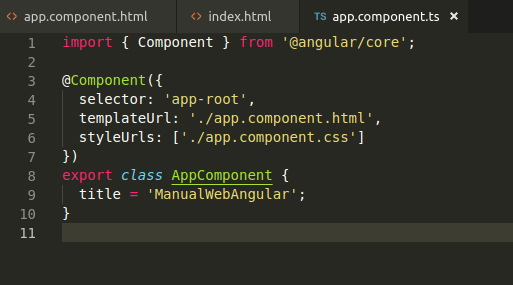 <> app.component.html <> index.html TS app.component.ts ×
1 import { Component } from '@angular/core';
2
3 @Component({
4   selector: 'app-root',
5   templateUrl: './app.component.html',
6   styleUrls: ['./app.component.css']
7 })
8 export class AppComponent {
9   title = 'ManualWebAngular';
10 }
11